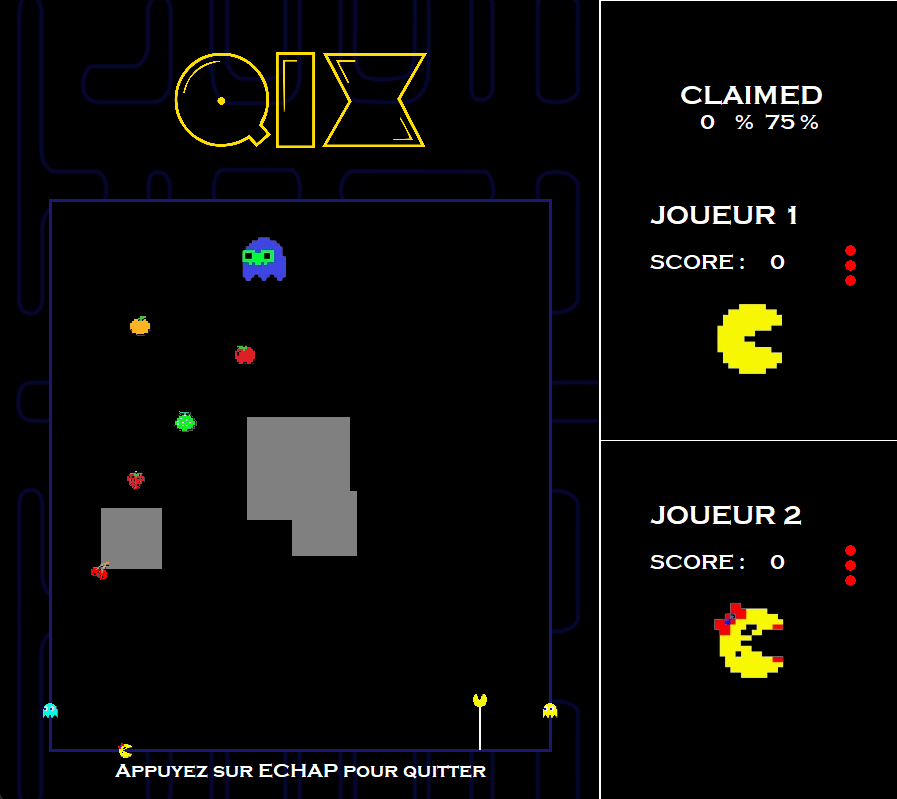 QIX
CLAIMED
0 % 75 %
JOUEUR 1
SCORE : 0
JOUEUR 2
SCORE : 0
APPUYEZ SUR ECHAP POUR QUITTER